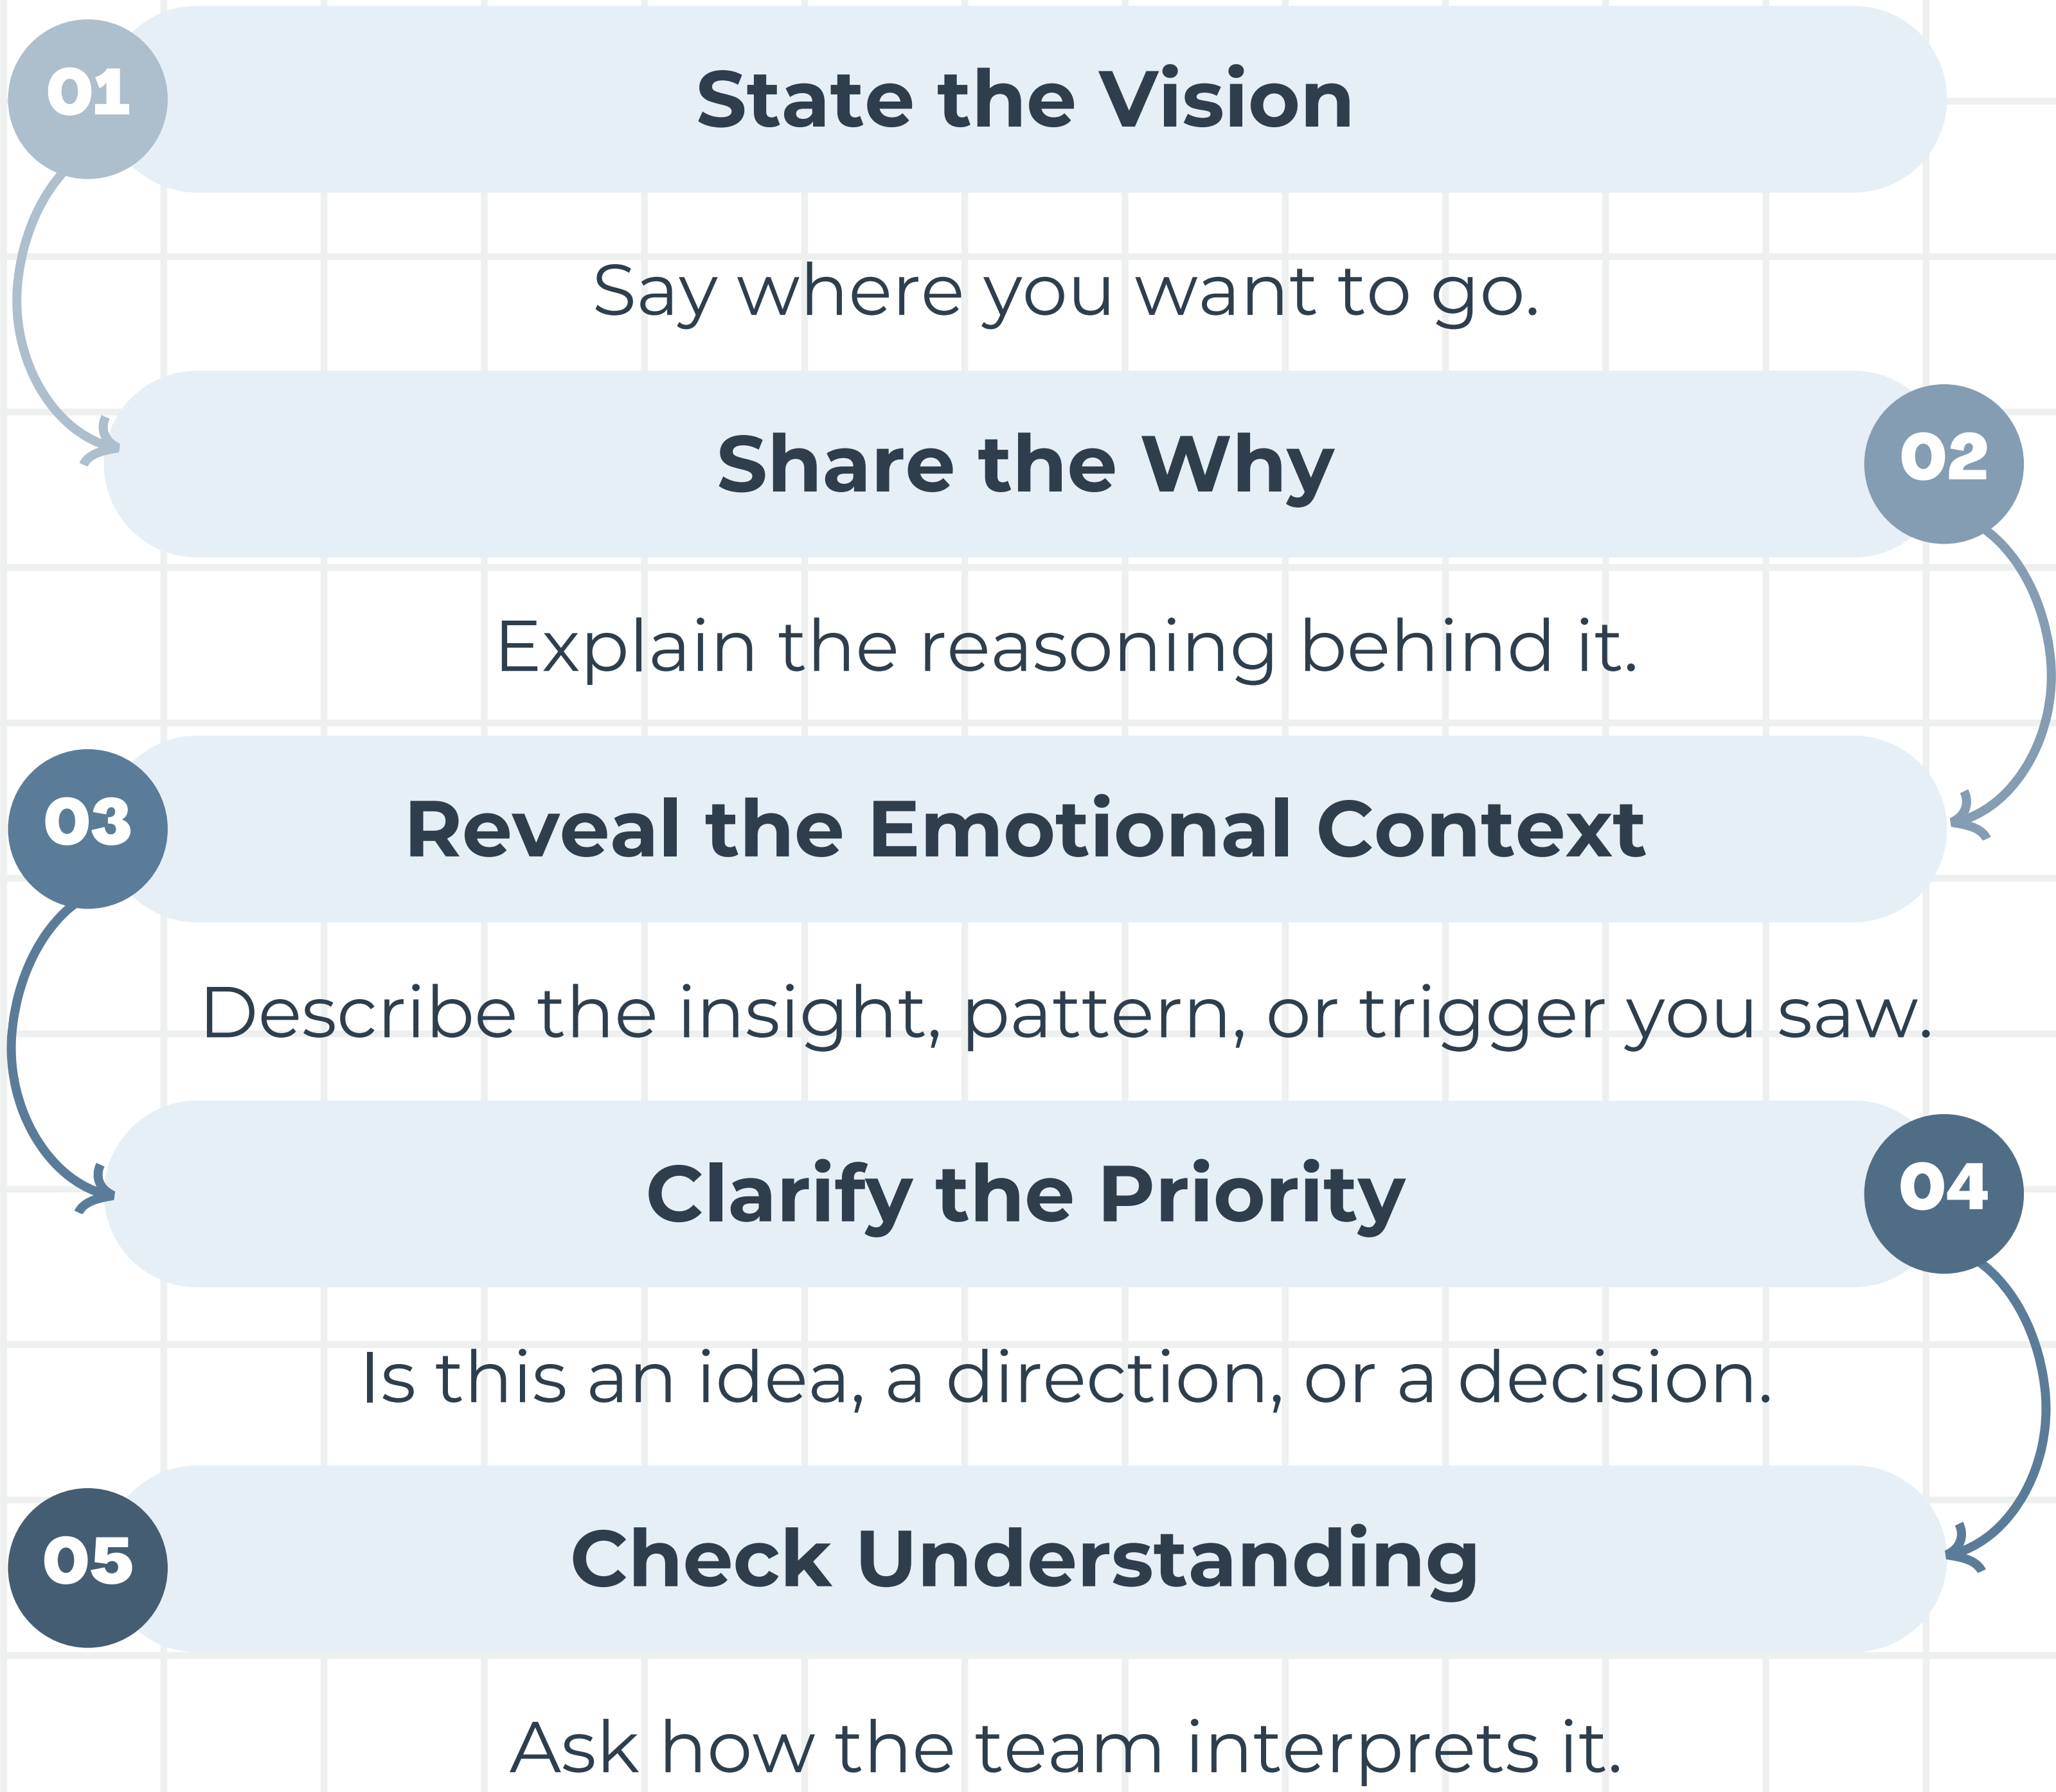 01
State the Vision
Say where you want to go.
Share the Why
02
Explain the reasoning behind it.
03
Reveal the Emotional Context
Describe the insight, pattern, or trigger you saw.
Clarify the Priority
04
Is this an idea, a direction, or a decision.
05
Check Understanding
Ask how the team interprets it.